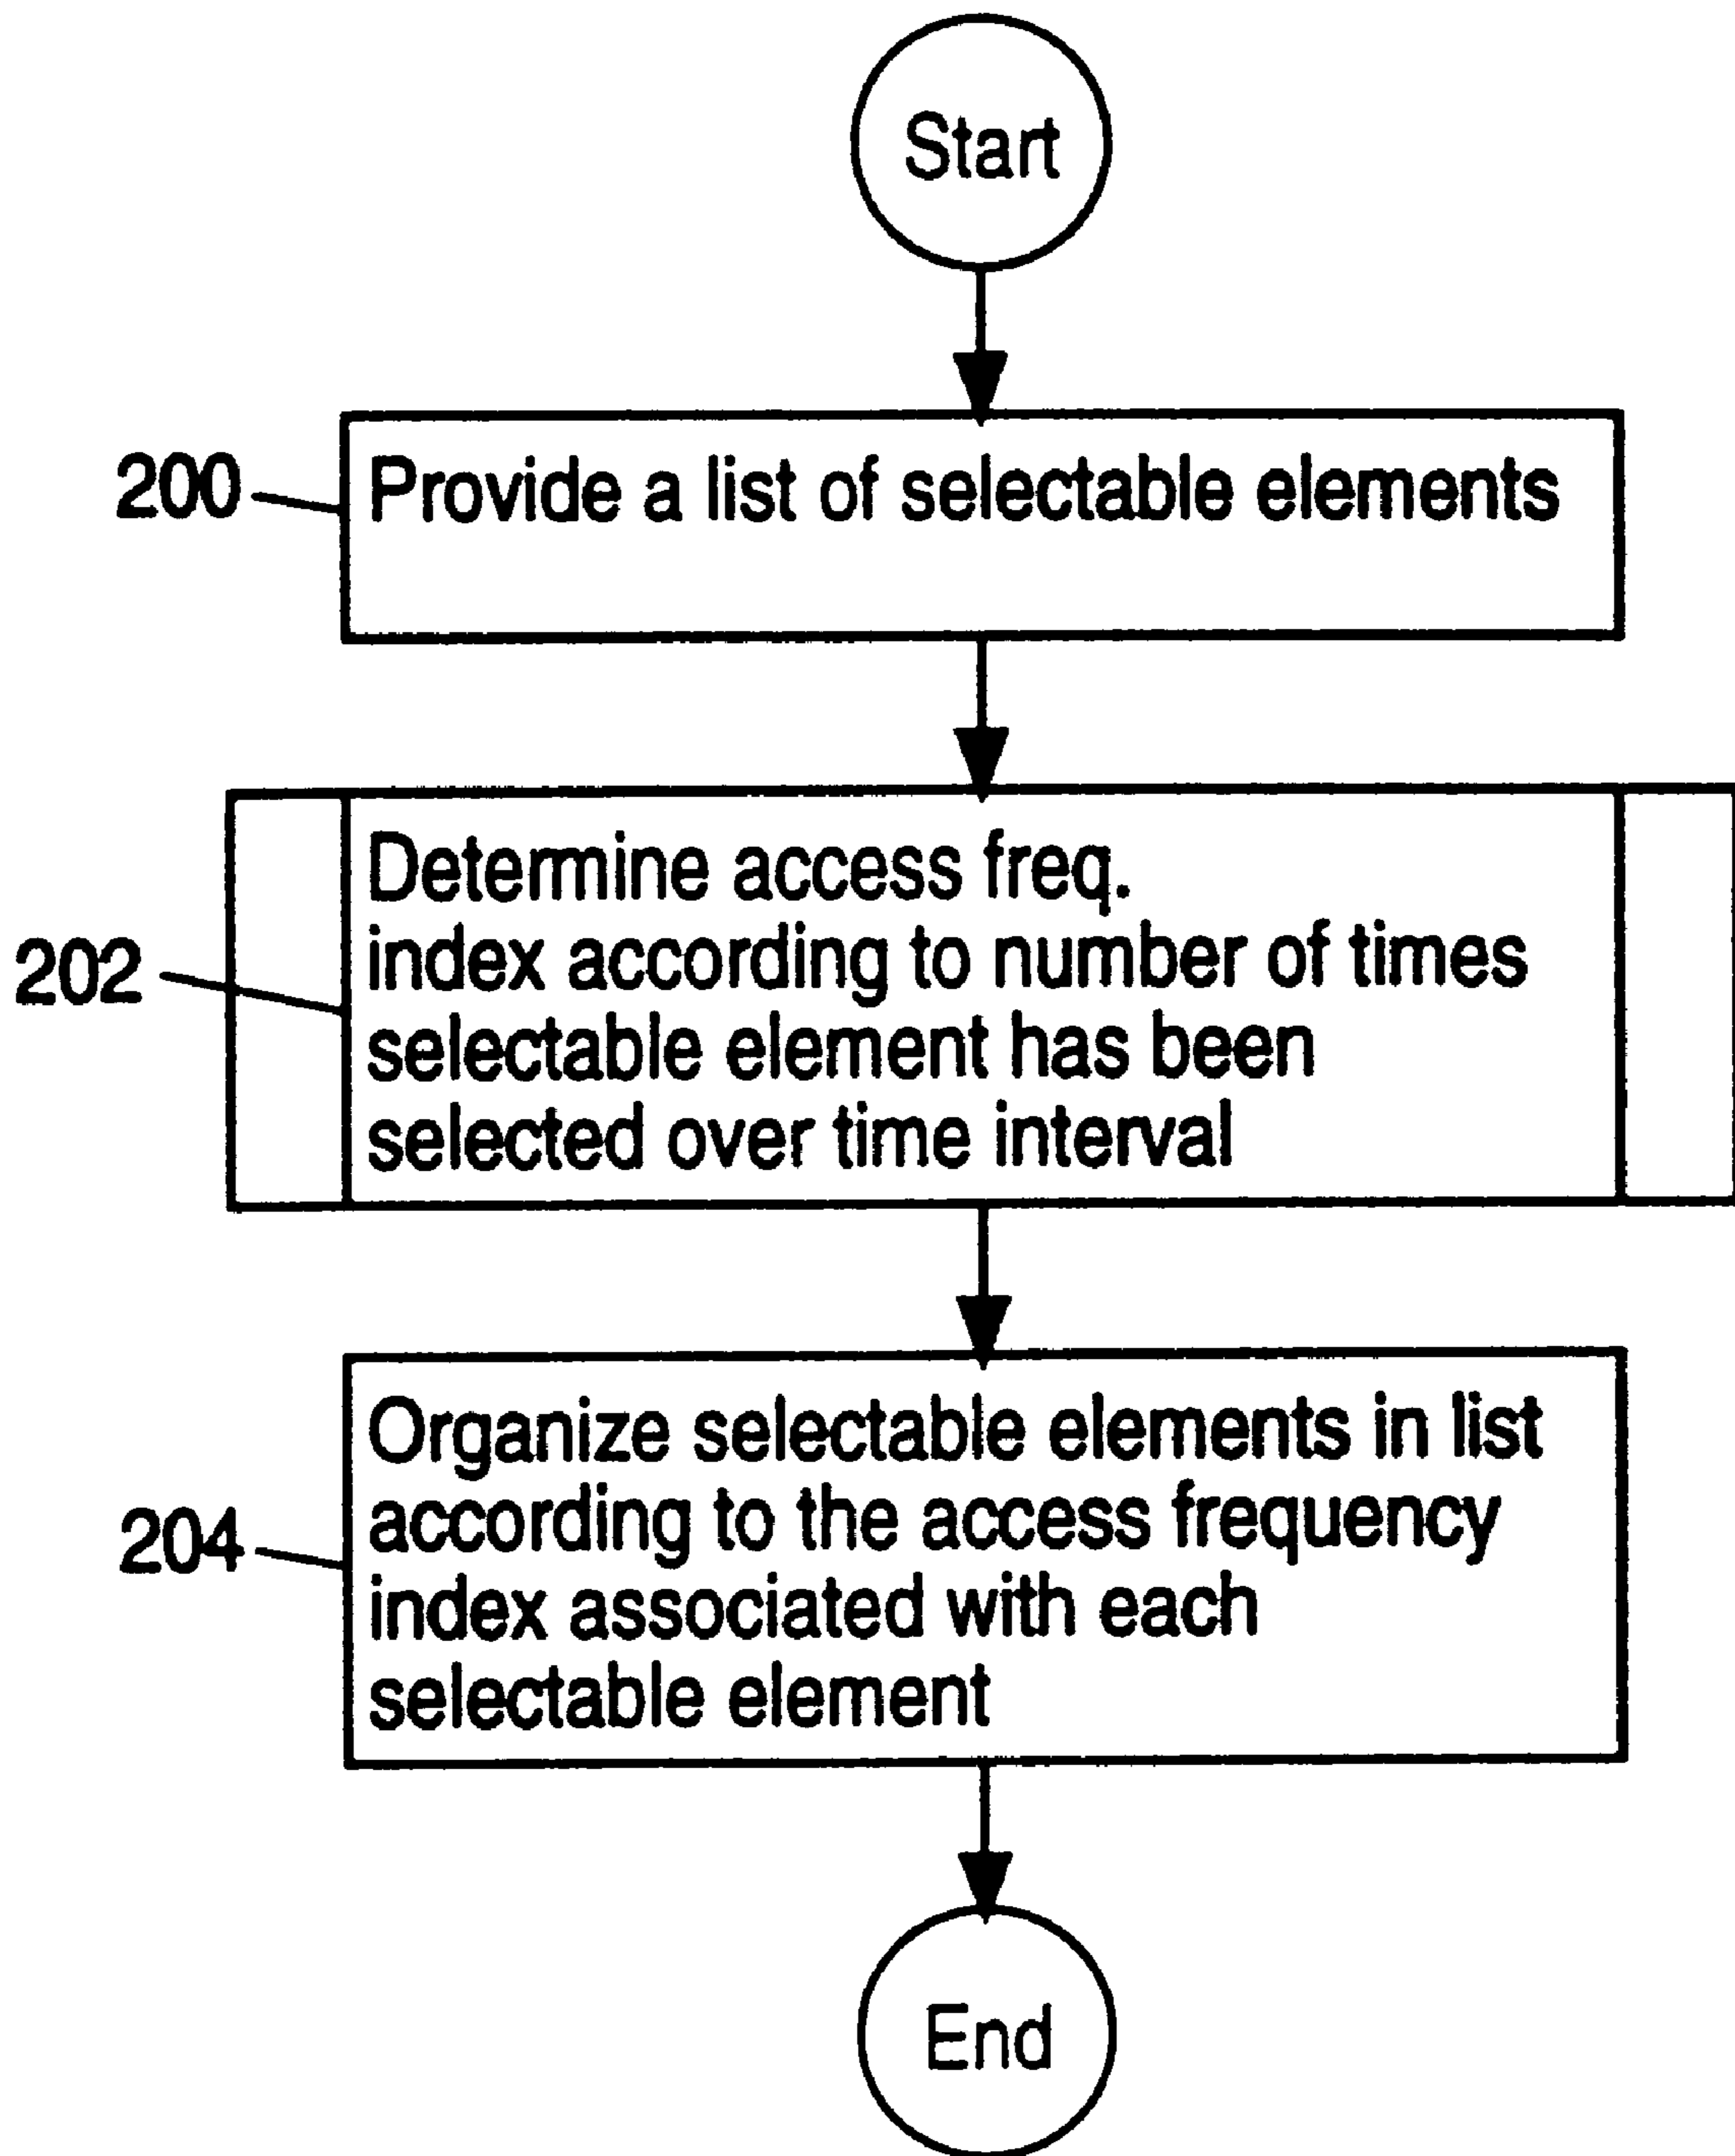 Start
200
Provide a list of selectable elements
202
Determine access freq.
index according to number of times
selectable element has been
selected over time interval
204
Organize selectable elements in list
according to the access frequency
index associated with each
selectable element
End